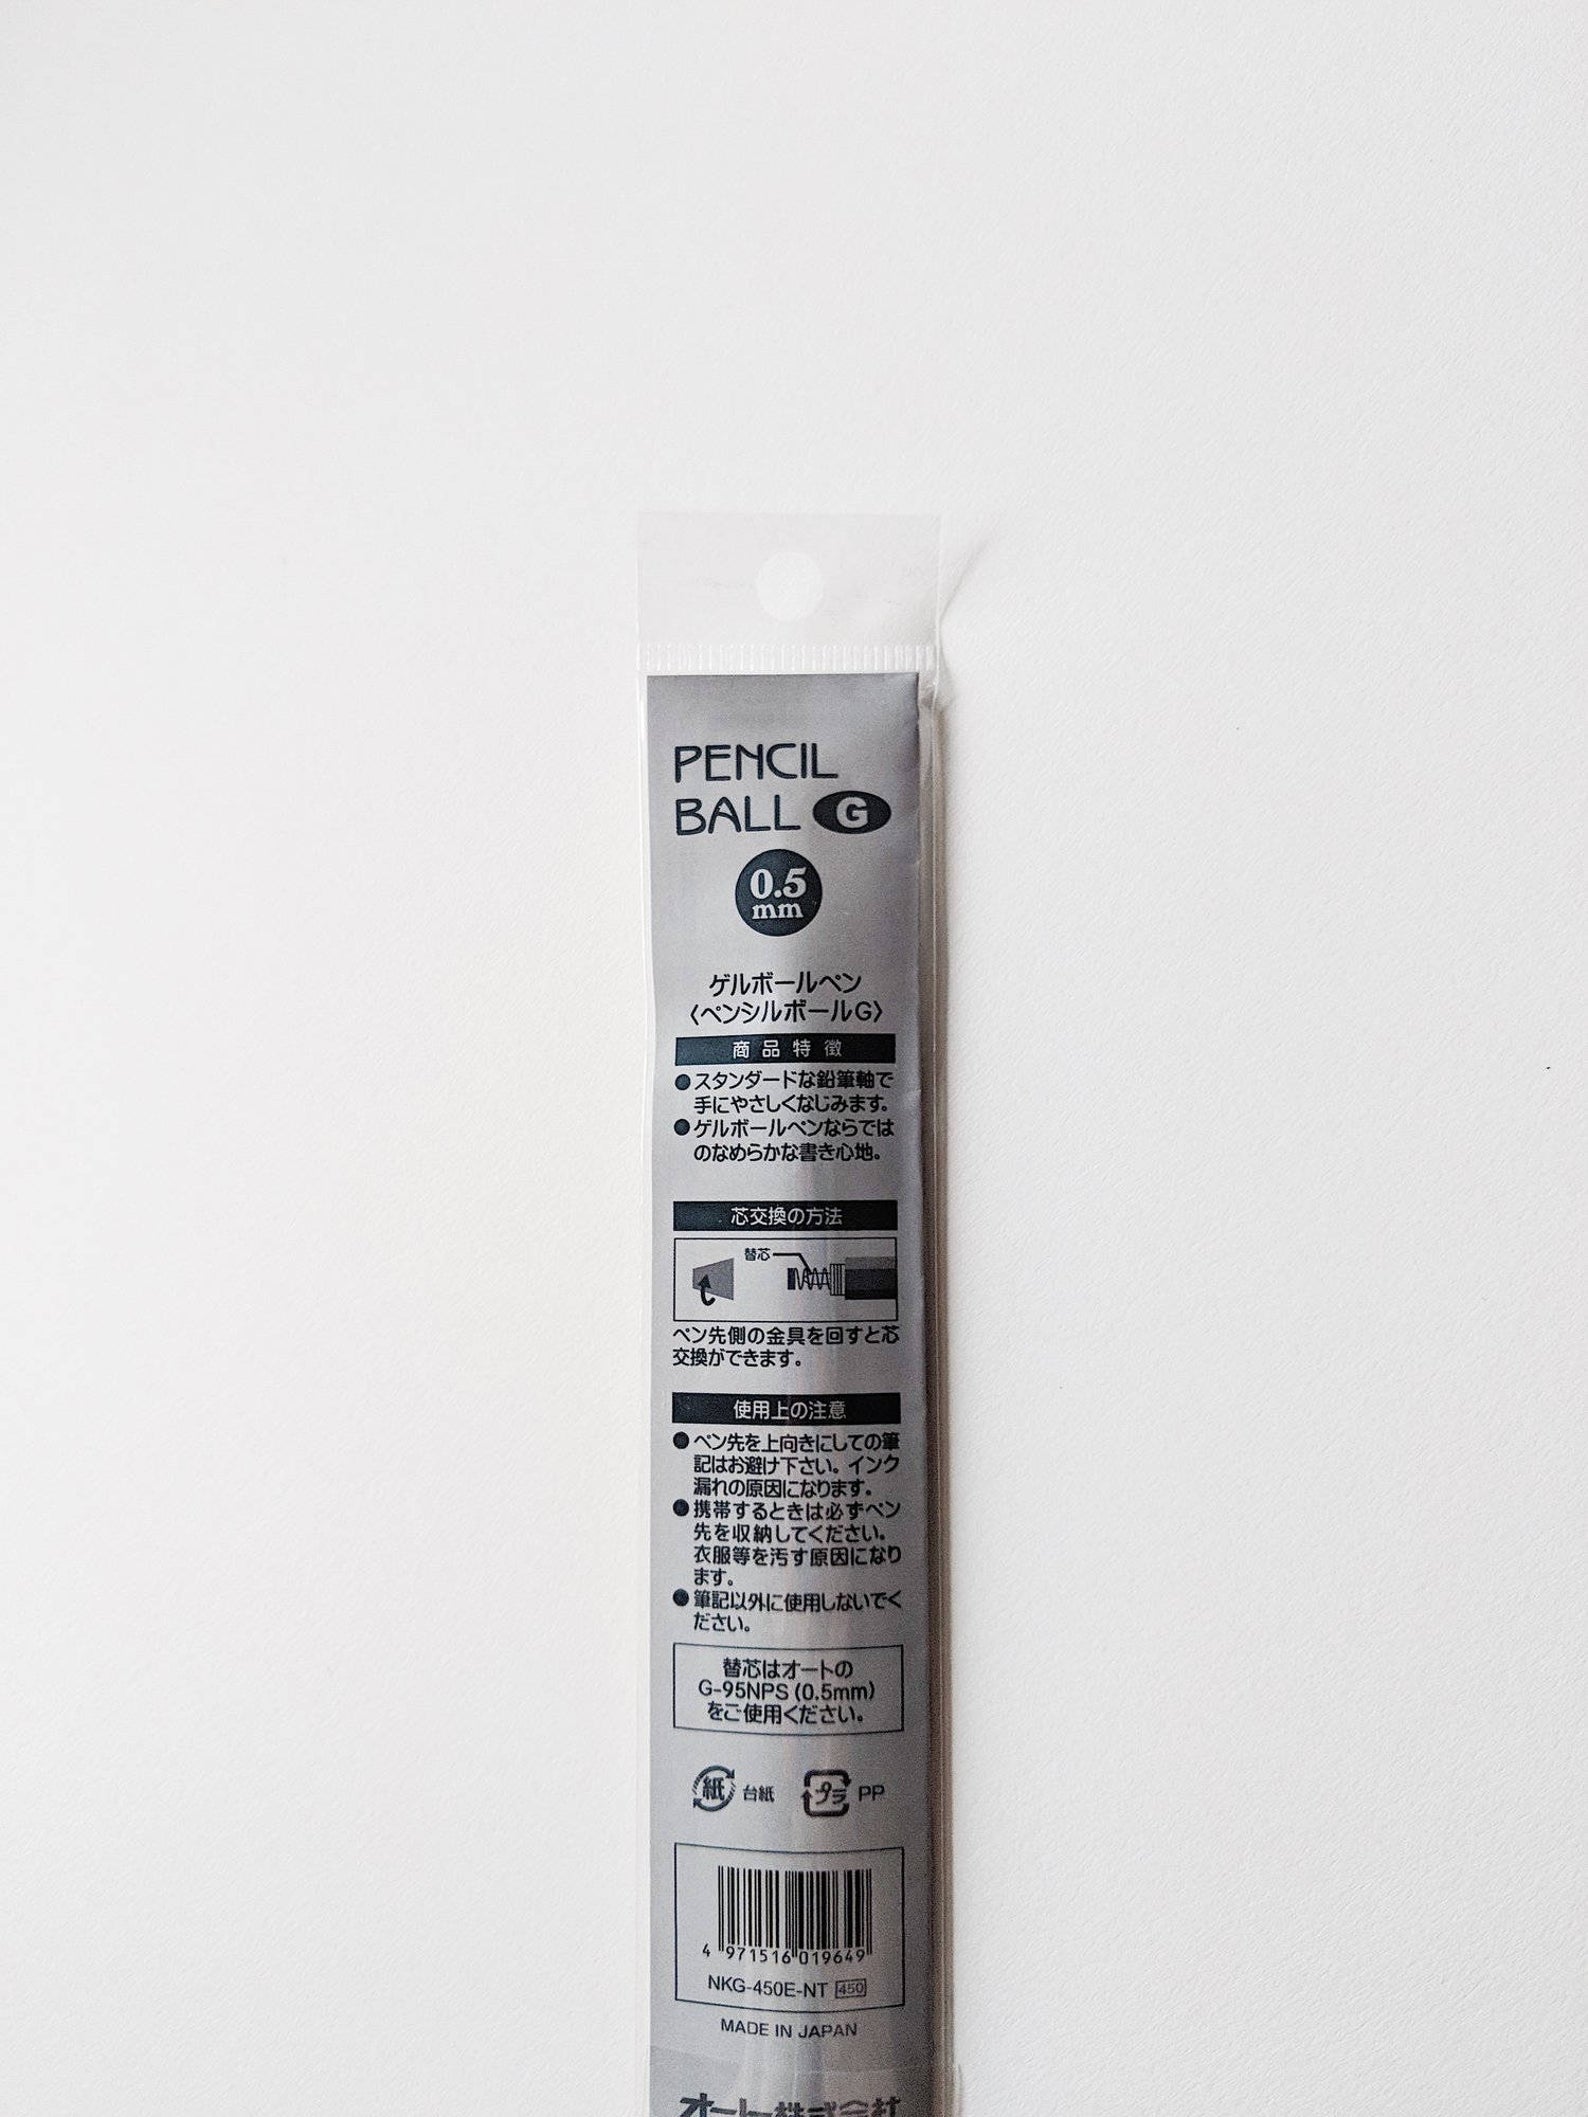 PENCIL
BALL G
0.5
mm
ゲルボールペン
〈ペンシルボールG〉
商品特徴
●スタンダードな鉛筆軸で
手にやさしくなじみます。
●ゲルボールペンならでは
のなめらかな書き心地。
芯交換の方法
替芯
ペン先側の金具を回すと芯
交換ができます。
使用上の注意
●ペン先を上向きにしての筆
記はお避け下さい。インク
漏れの原因になります。
●携帯するときは必ずペン
先を収納してください。
衣服等を汚す原因になり
ます。
●筆記以外に使用しないでく
ださい。
替芯はオートの
G-95NPS (0.5mm)
をご使用ください。
紙 台紙 プラ PP
4 971516 019649
NKG-450E-NT 450
MADE IN JAPAN
オート株式会社